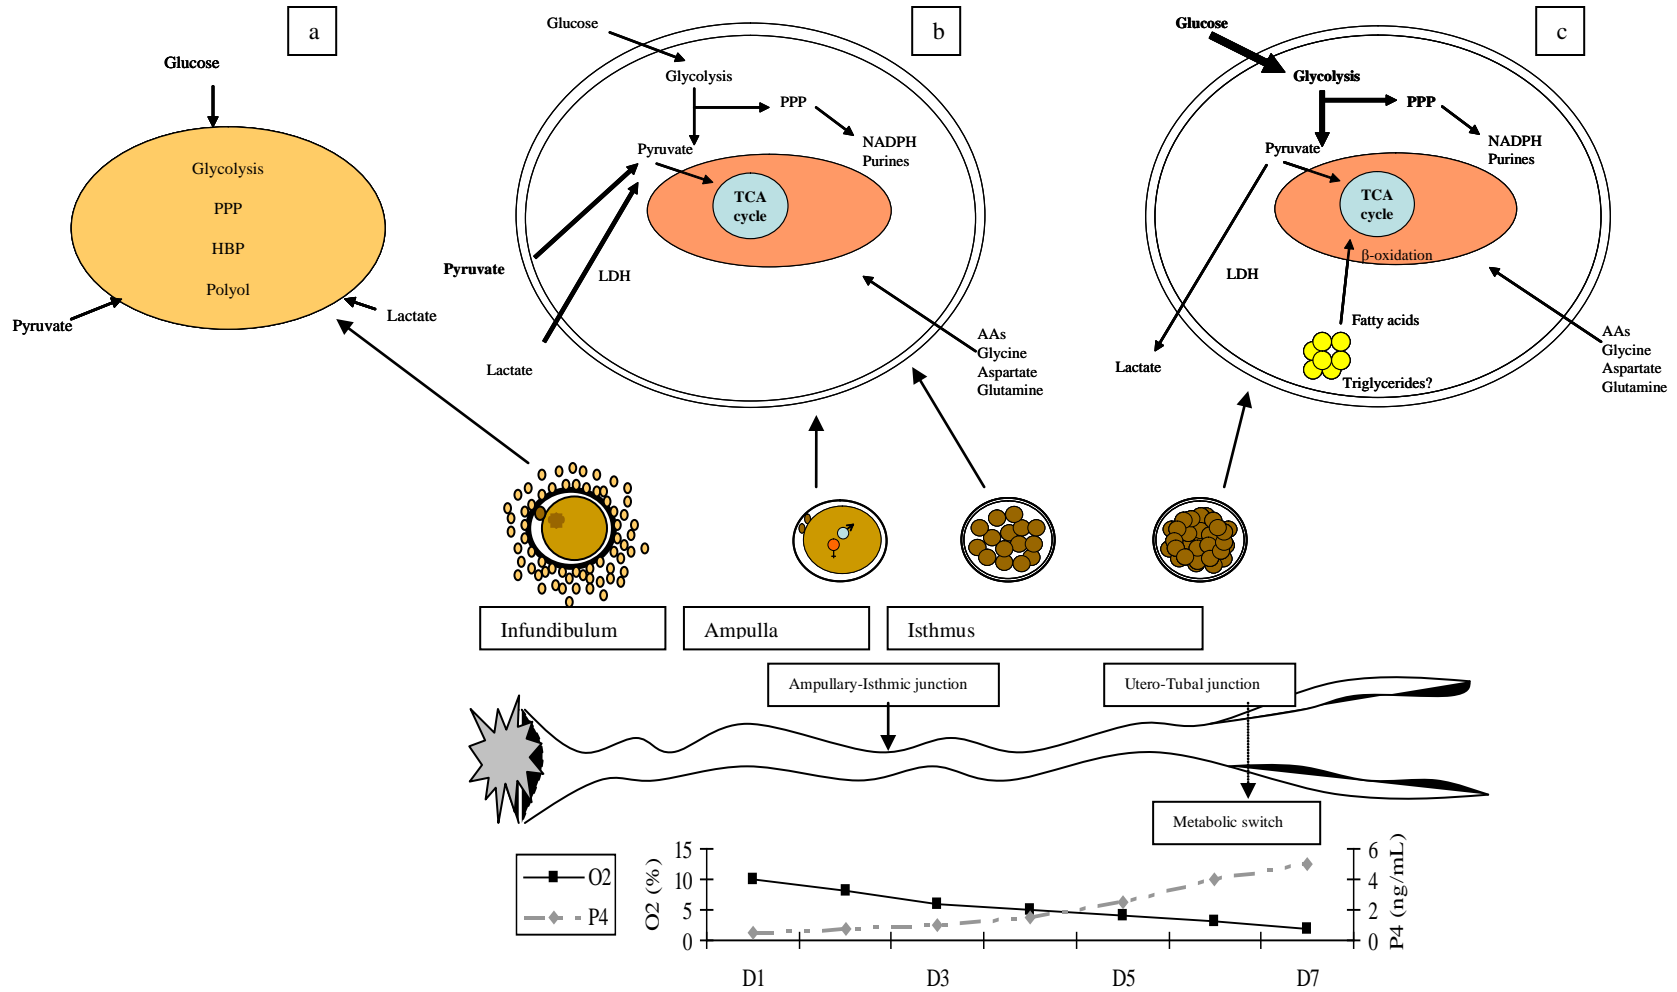 a
Glucose
Glycolysis
PPP
HBP
Polyol
Pyruvate
Lactate
b
Glucose
Glycolysis
PPP
NADPH
Purines
Pyruvate
TCA
cycle
Pyruvate
LDH
Lactate
AAs
Glycine
Aspartate
Glutamine
c
Glucose
Glycolysis
PPP
NADPH
Purines
Pyruvate
TCA
cycle
β-oxidation
LDH
Fatty acids
Lactate
Triglycerides?
AAs
Glycine
Aspartate
Glutamine
Infundibulum
Ampulla
Isthmus
Ampullary-Isthmic junction
Utero-Tubal junction
Metabolic switch
O2
P4
O2 (%)
15
10
5
0
6
4
2
0
P4 (ng/mL)
D1
D3
D5
D7